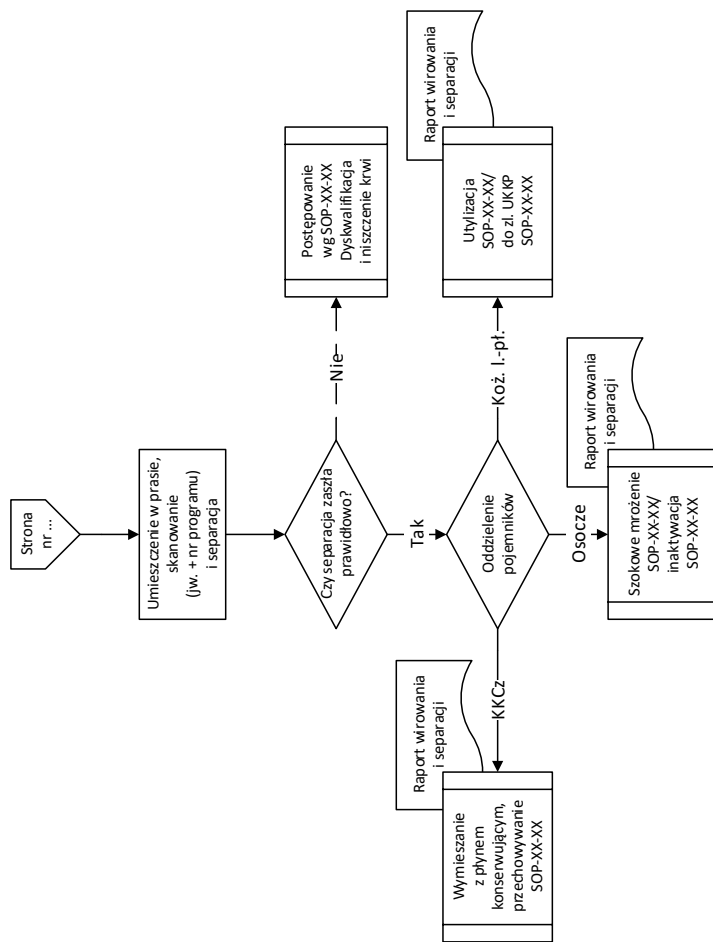 Strona
nr ...
Umieszczenie w prasie,
skanowanie
(jw. + nr programu)
i separacja
Czy separacja zaszła
prawidłowo?
Nie
Postępowanie
wg SOP-XX-XX
Dyskwalifikacja
i niszczenie krwi
Tak
Oddzielenie
pojemników
KKCz
Raport wirowania
i separacji
Wymieszanie
z płynem
konserwującym,
przechowywanie
SOP-XX-XX
Osocze
Raport wirowania
i separacji
Szokowe mrożenie
SOP-XX-XX/
inaktywacja
SOP-XX-XX
Koż. l.-pł.
Raport wirowania
i separacji
Utylizacja
SOP-XX-XX/
do zl. UKKP
SOP-XX-XX